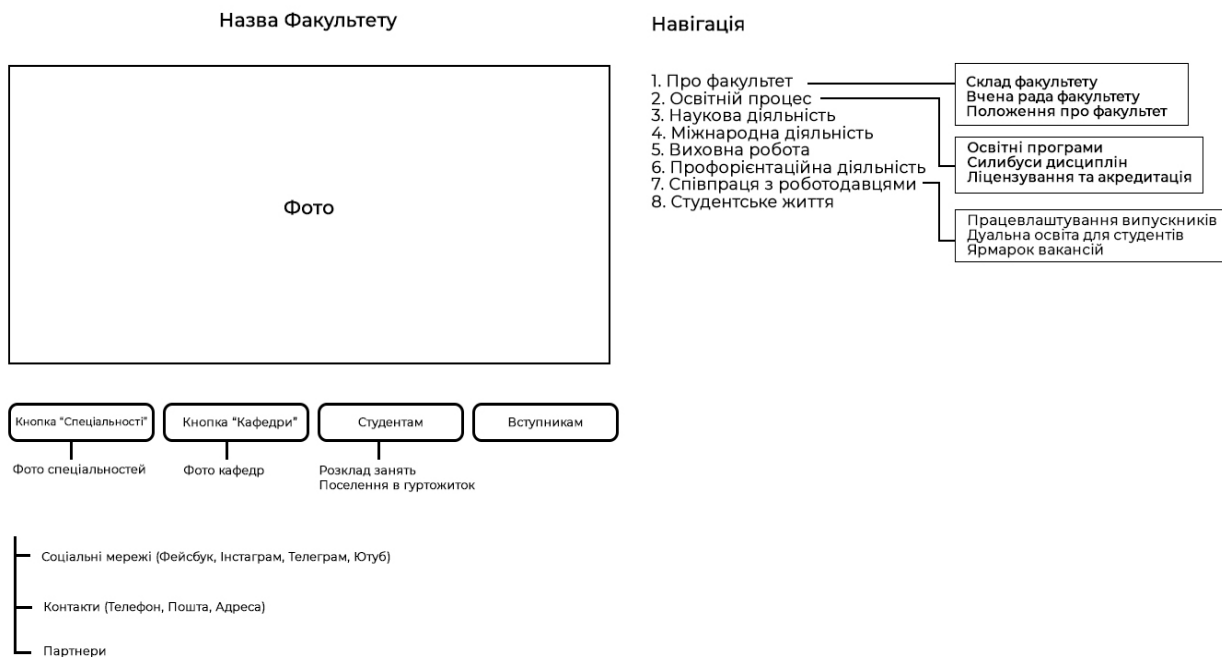 Назва Факультету
Фото
Кнопка "Спеціальності"
Кнопка "Кафедри"
Студентам
Вступникам
Фото спеціальностей
Фото кафедр
Розклад занять
Поселення в гуртожиток
Соціальні мережі (Фейсбук, Інстаграм, Телеграм, Ютуб)
Контакти (Телефон, Пошта, Адреса)
Партнери
Навігація
1. Про факультет
2. Освітній процес
3. Наукова діяльність
4. Міжнародна діяльність
5. Виховна робота
6. Профорієнтаційна діяльність
7. Співпраця з роботодавцями
8. Студентське життя
Склад факультету
Вчена рада факультету
Положення про факультет
Освітні програми
Силибуси дисциплін
Ліцензування та акредитація
Працевлаштування випускників
Дуальна освіта для студентів
Ярмарок вакансій